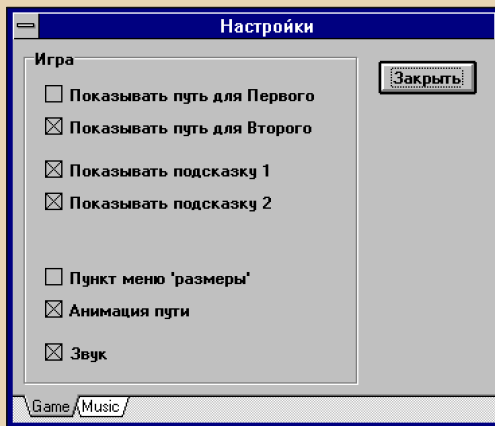 Настройки
Игра
Закрыть
Показывать путь для Первого
Показывать путь для Второго
Показывать подсказку 1
Показывать подсказку 2
Пункт меню 'размеры'
Анимация пути
Звук
Game Music